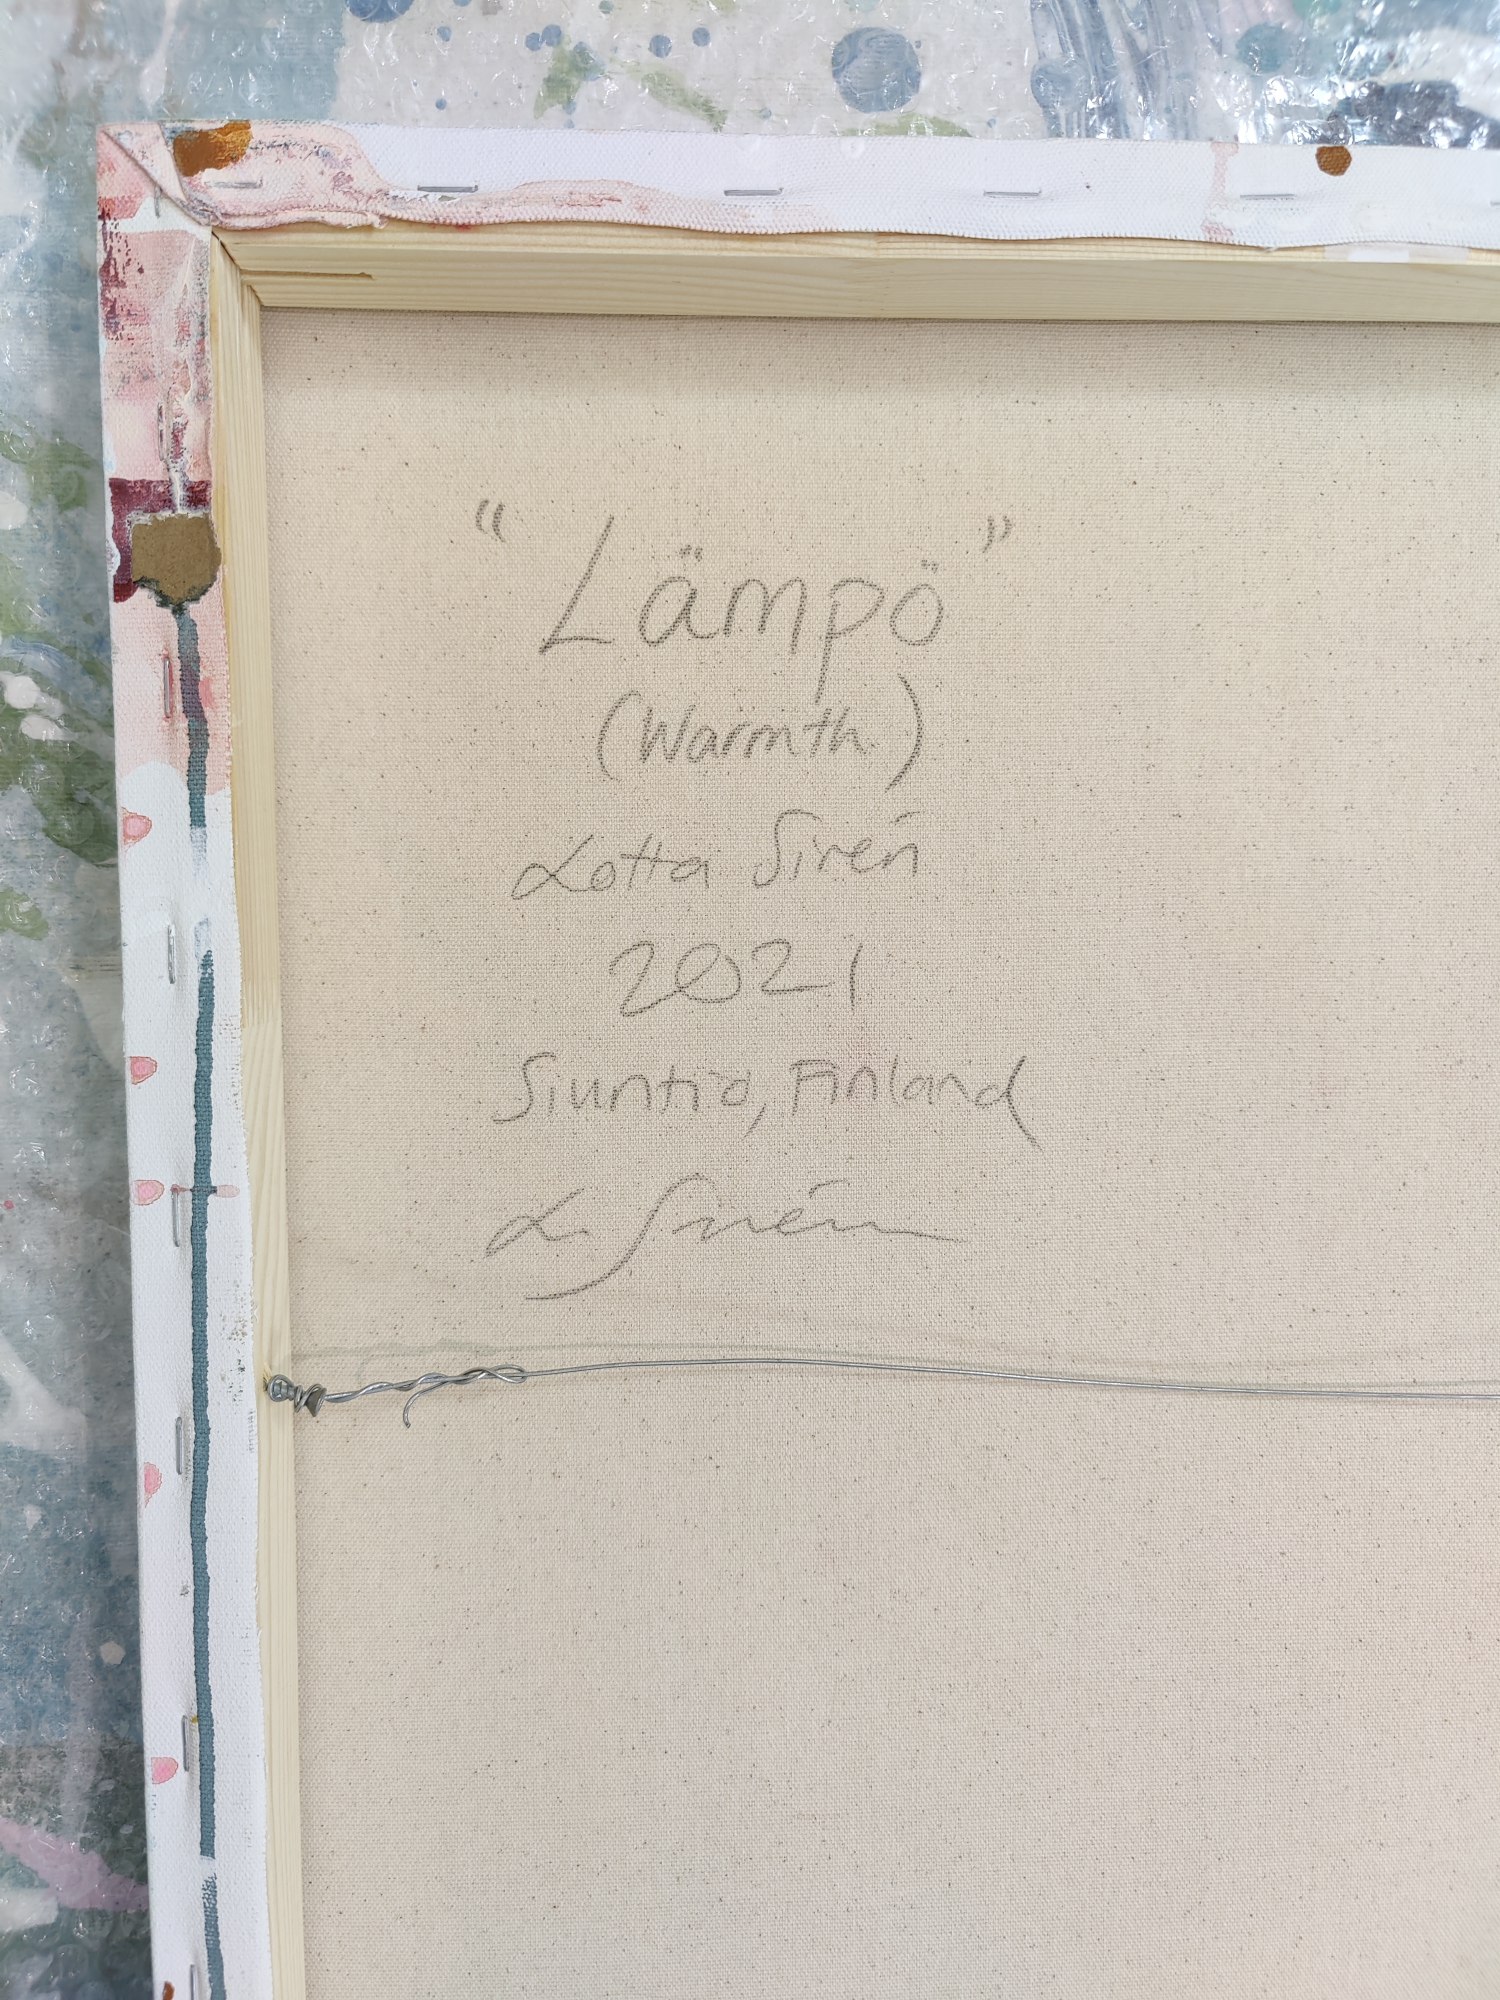 "Lämpö"
(Warmth)
Lotta Sirén
2021
Siuntio, Finland
L. Sirén